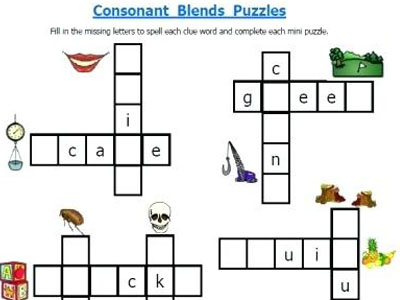 Consonant Blends Puzzles
Fill in the missing letters to spell each clue word and complete each mini puzzle.
c
g e e
i
c a e
n
u i
u
c k
A
B